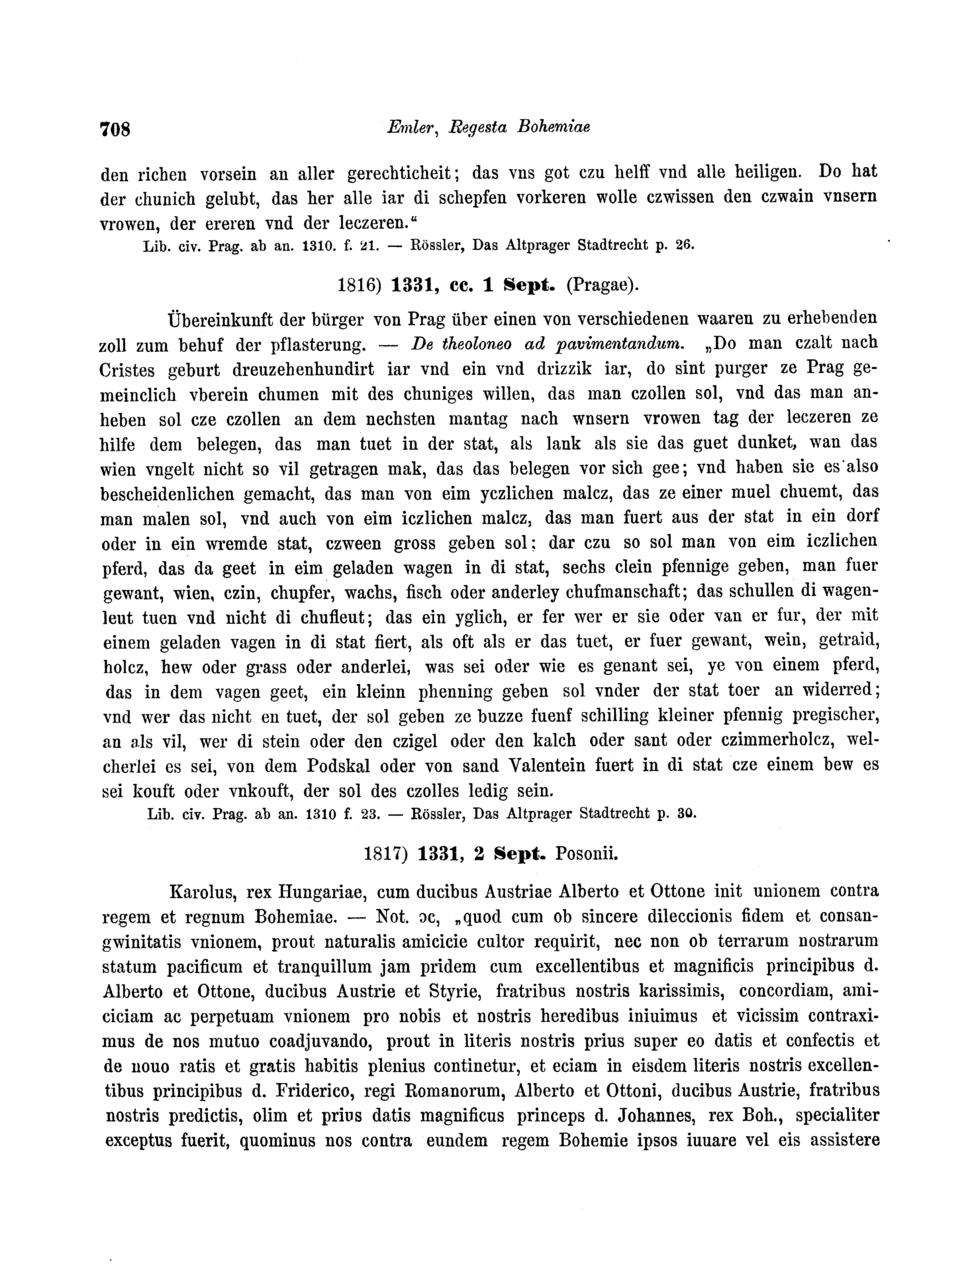 708 Emler, Regesta Bohemiae
den richen vorsein an aller gerechticheit; das vns got czu helff vnd alle heiligen. Do hat
der chunich gelubt, das her alle iar di schepfen vorkeren wolle czwissen den czwain vnsern
vrowen, der ereren vnd der leczeren.“
Lib. civ. Prag. ab an. 1310. f. 21. — Rössler, Das Altprager Stadtrecht p. 26.
1816) 1331, cc. 1 Sept. (Pragae).
Übereinkunft der bürger von Prag über einen von verschiedenen waaren zu erhebenden
zoll zum behuf der pflasterung. — De theoloneo ad pavimentandum. „Do man czalt nach
Cristes geburt dreuzehenhundirt iar vnd ein vnd drizzik iar, do sint purger ze Prag ge-
meinclich vberein chumen mit des chuniges willen, das man czollen sol, vnd das man an-
heben sol cze czollen an dem nechsten mantag nach wnsern vrowen tag der leczeren ze
hilfe dem belegen, das man tuet in der stat, als lank als sie das guet dunket, wan das
wien vngelt nicht so vil getragen mak, das das belegen vor sich gee; vnd haben sie es also
bescheidenlichen gemacht, das man von eim yczlichen malcz, das ze einer muel chuemt, das
man malen sol, vnd auch von eim iczlichen malcz, das man fuert aus der stat in ein dorf
oder in ein wremde stat, czween gross geben sol; dar czu so sol man von eim iczlichen
pferd, das da geet in eim geladen wagen in di stat, sechs clein pfennige geben, man fuer
gewant, wien, czin, chupfer, wachs, fisch oder anderley chufmanschaft; das schullen di wagen-
leut tuen vnd nicht di chufleut; das ein yglich, er fer wer er sie oder van er fur, der mit
einem geladen vagen in di stat fiert, als oft als er das tuet, er fuer gewant, wein, getraid,
holcz, hew oder grass oder anderlei, was sei oder wie es genant sei, ye von einem pferd,
das in dem vagen geet, ein kleinn phenning geben sol vnder der stat toer an widerred;
vnd wer das nicht en tuet, der sol geben ze buzze fuenf schilling kleiner pfennig pregischer,
an als vil, wer di stein oder den czigel oder den kalch oder sant oder czimmerholcz, wel-
cherlei es sei, von dem Podskal oder von sand Valentein fuert in di stat cze einem bew es
sei kouft oder vnkouft, der sol des czolles ledig sein.
Lib. civ. Prag. ab an. 1310 f. 23. — Rössler, Das Altprager Stadtrecht p. 30.
1817) 1331, 2 Sept. Posonii.
Karolus, rex Hungariae, cum ducibus Austriae Alberto et Ottone init unionem contra
regem et regnum Bohemiae. — Not. ɔc, „quod cum ob sincere dileccionis fidem et consan-
gwinitatis vnionem, prout naturalis amicicie cultor requirit, nec non ob terrarum nostrarum
statum pacificum et tranquillum jam pridem cum excellentibus et magnificis principibus d.
Alberto et Ottone, ducibus Austrie et Styrie, fratribus nostris karissimis, concordiam, ami-
ciciam ac perpetuam vnionem pro nobis et nostris heredibus iniuimus et vicissim contraxi-
mus de nos mutuo coadjuvando, prout in literis nostris prius super eo datis et confectis et
de nouo ratis et gratis habitis plenius continetur, et eciam in eisdem literis nostris excellen-
tibus principibus d. Friderico, regi Romanorum, Alberto et Ottoni, ducibus Austrie, fratribus
nostris predictis, olim et prius datis magnificus princeps d. Johannes, rex Boh., specialiter
exceptus fuerit, quominus nos contra eundem regem Bohemie ipsos iuuare vel eis assistere